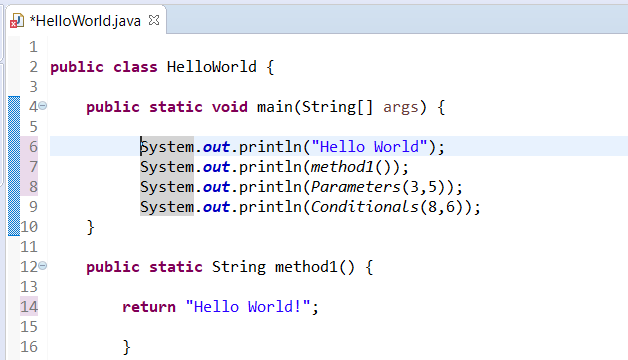 *HelloWorld.java
1
2 public class HelloWorld {
3
4 public static void main(String[] args) {
5
6 System.out.println("Hello World");
7 System.out.println(method1());
8 System.out.println(Parameters(3,5));
9 System.out.println(Conditionals(8,6));
10 }
11
12 public static String method1() {
13
14 return "Hello World!";
15
16 }